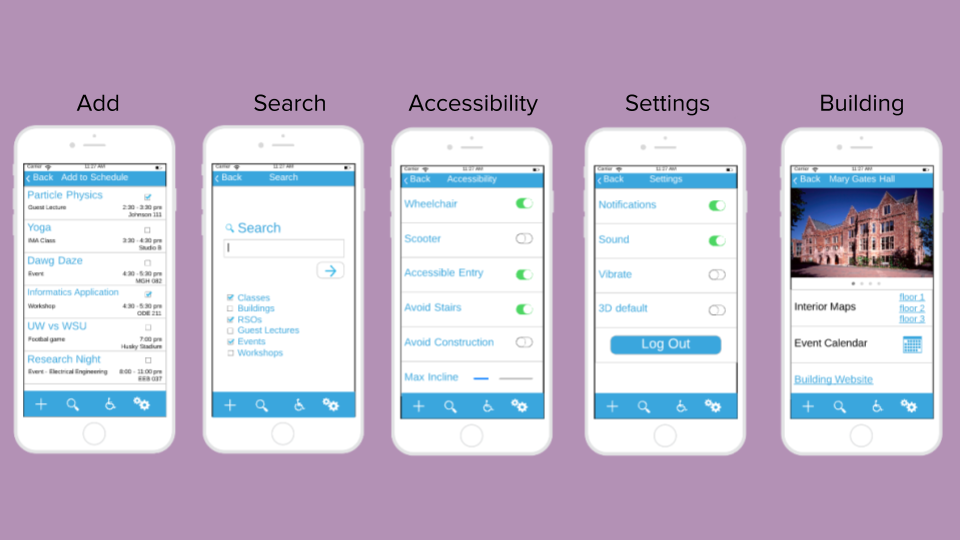 Add
Search
Accessibility
Settings
Building
Carrier 11:27 AM
Back Add to Schedule
Particle Physics
Guest Lecture 2:30 - 3:30 pm
Johnson 111
Yoga
IMA Class 3:30 - 4:30 pm
Studio B
Dawg Daze
Event 4:30 - 5:30 pm
MGH 082
Informatics Application
Workshop 4:30 - 5:30 pm
ODE 211
UW vs WSU
Football game 7:00 pm
Husky Stadium
Research Night
Event - Electrical Engineering 8:00 - 11:00 pm
EEB 037
Carrier 11:27 AM
Back Search
Search
Classes
Buildings
RSOs
Guest Lectures
Events
Workshops
Carrier 11:27 AM
Back Accessibility
Wheelchair
Scooter
Accessible Entry
Avoid Stairs
Avoid Construction
Max Incline
Carrier 11:27 AM
Back Settings
Notifications
Sound
Vibrate
3D default
Log Out
Carrier 11:27 AM
Back Mary Gates Hall
Interior Maps
floor 1
floor 2
floor 3
Event Calendar
Building Website